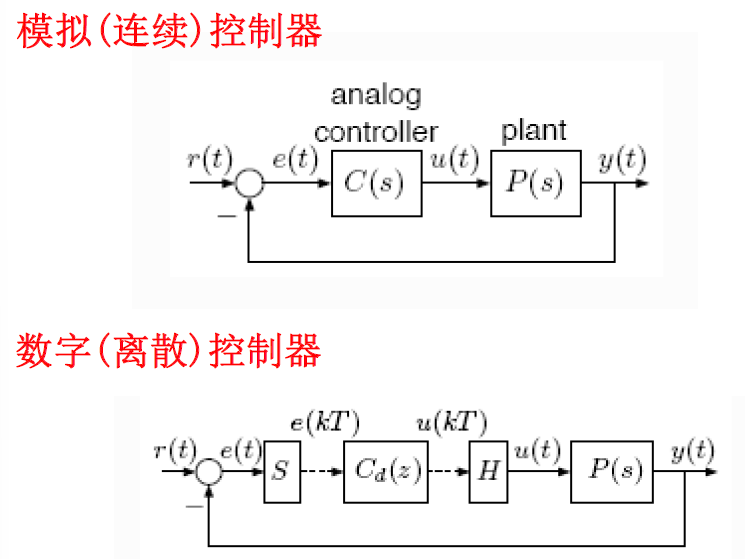 模拟(连续)控制器
analog
controller
plant
r(t)
e(t)
C(s)
u(t)
P(s)
y(t)
−
数字(离散)控制器
e(kT)
u(kT)
r(t)
e(t)
S
C_d(z)
H
u(t)
P(s)
y(t)
−